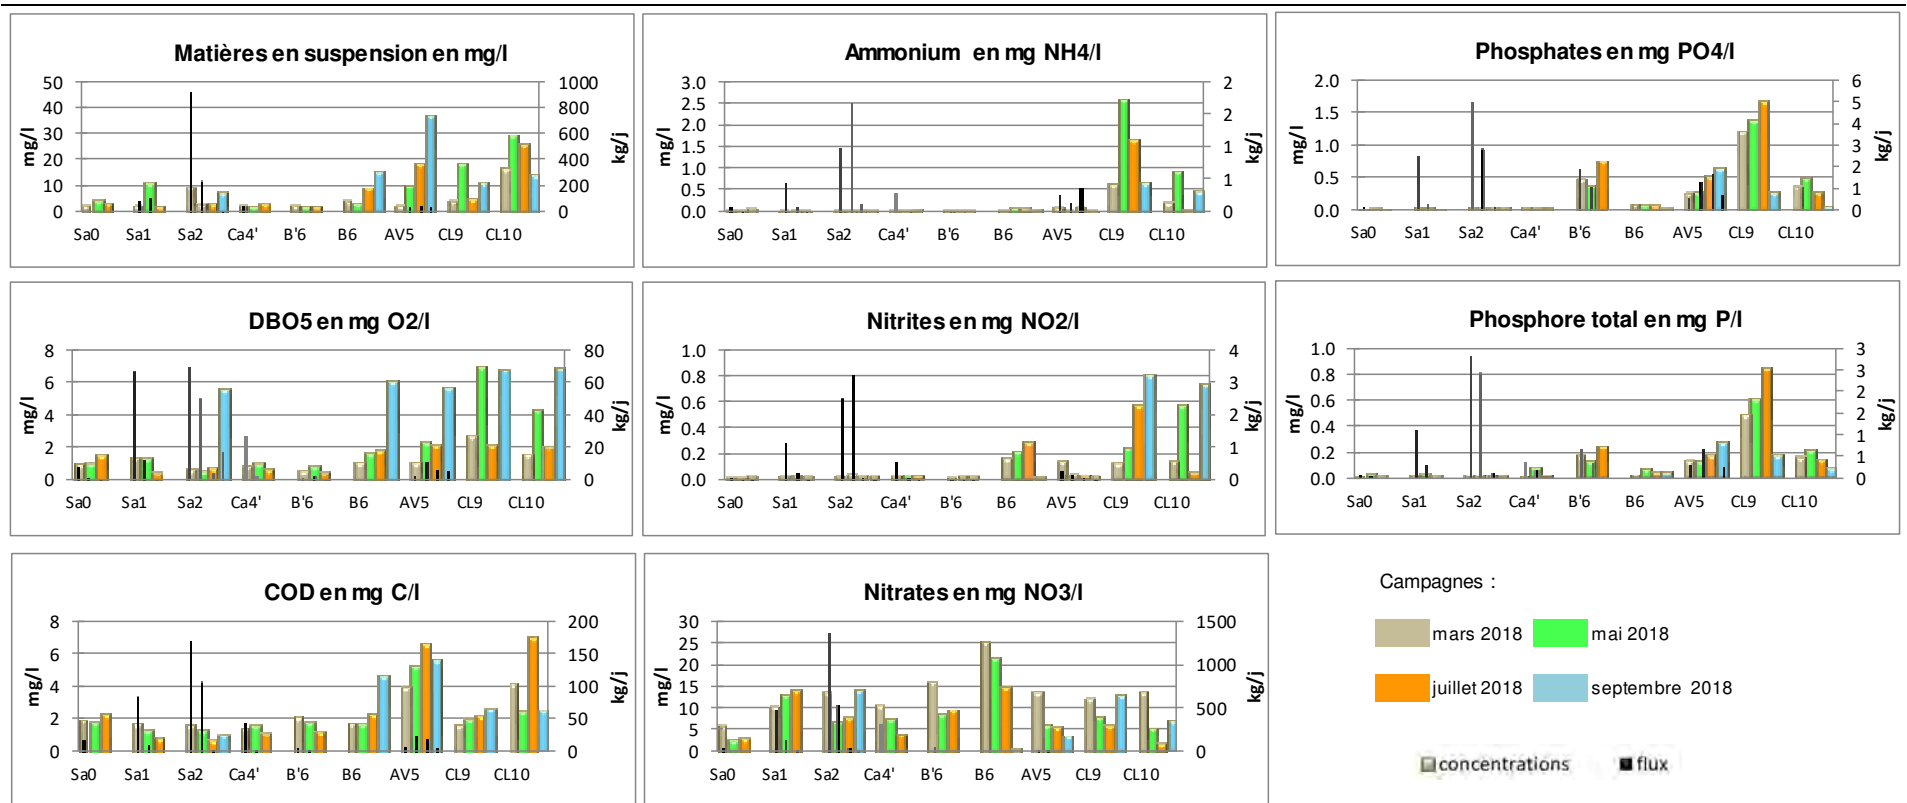 Matières en suspension en mg/l
50 1000
40 800
30 600
20 400
10 200
0 0
mg/l
kg/j
Sa0 Sa1 Sa2 Ca4' B'6 B6 AV5 CL9 CL10
Ammonium en mg NH4/l
3.0 2
2.5 2
2.0
1.5 1
1.0
0.5 1
0.0 0
mg/l
kg/j
Sa0 Sa1 Sa2 Ca4' B'6 B6 AV5 CL9 CL10
Phosphates en mg PO4/l
2.0 6
5
1.5 4
1.0 3
2
0.5 1
0.0 0
mg/l
kg/j
Sa0 Sa1 Sa2 Ca4' B'6 B6 AV5 CL9 CL10
DBO5 en mg O2/l
8 80
6 60
4 40
2 20
0 0
mg/l
kg/j
Sa0 Sa1 Sa2 Ca4' B'6 B6 AV5 CL9 CL10
Nitrites en mg NO2/l
1.0 4
0.8 3
0.6 2
0.4
0.2 1
0.0 0
mg/l
kg/j
Sa0 Sa1 Sa2 Ca4' B'6 B6 AV5 CL9 CL10
Phosphore total en mg P/l
1.0 3
0.8 3
0.6 2
0.4 2
0.2 1
1
0.0 0
mg/l
kg/j
Sa0 Sa1 Sa2 Ca4' B'6 B6 AV5 CL9 CL10
COD en mg C/l
8 200
6 150
4 100
2 50
0 0
mg/l
kg/j
Sa0 Sa1 Sa2 Ca4' B'6 B6 AV5 CL9 CL10
Nitrates en mg NO3/l
30 1500
25
20 1000
15
10 500
5
0 0
mg/l
kg/j
Sa0 Sa1 Sa2 Ca4' B'6 B6 AV5 CL9 CL10
Campagnes :
mars 2018 mai 2018
juillet 2018 septembre 2018
concentrations flux